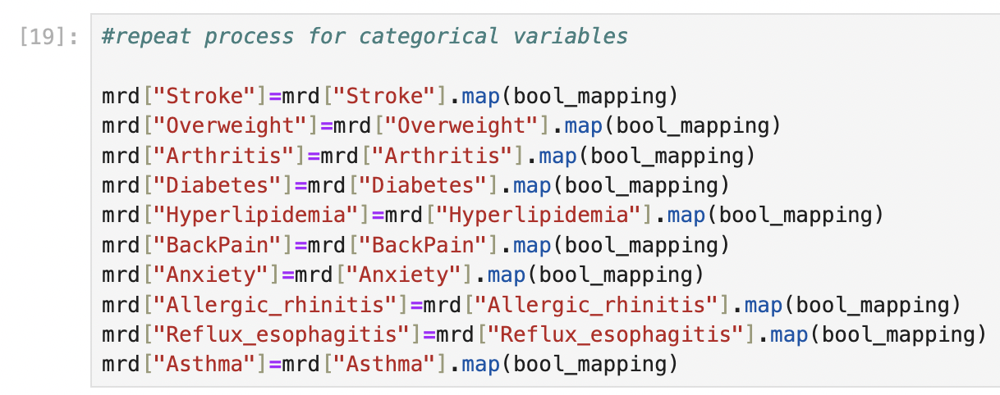 [19]: #repeat process for categorical variables
mrd["Stroke"]=mrd["Stroke"].map(bool_mapping)
mrd["Overweight"]=mrd["Overweight"].map(bool_mapping)
mrd["Arthritis"]=mrd["Arthritis"].map(bool_mapping)
mrd["Diabetes"]=mrd["Diabetes"].map(bool_mapping)
mrd["Hyperlipidemia"]=mrd["Hyperlipidemia"].map(bool_mapping)
mrd["BackPain"]=mrd["BackPain"].map(bool_mapping)
mrd["Anxiety"]=mrd["Anxiety"].map(bool_mapping)
mrd["Allergic_rhinitis"]=mrd["Allergic_rhinitis"].map(bool_mapping)
mrd["Reflux_esophagitis"]=mrd["Reflux_esophagitis"].map(bool_mapping)
mrd["Asthma"]=mrd["Asthma"].map(bool_mapping)